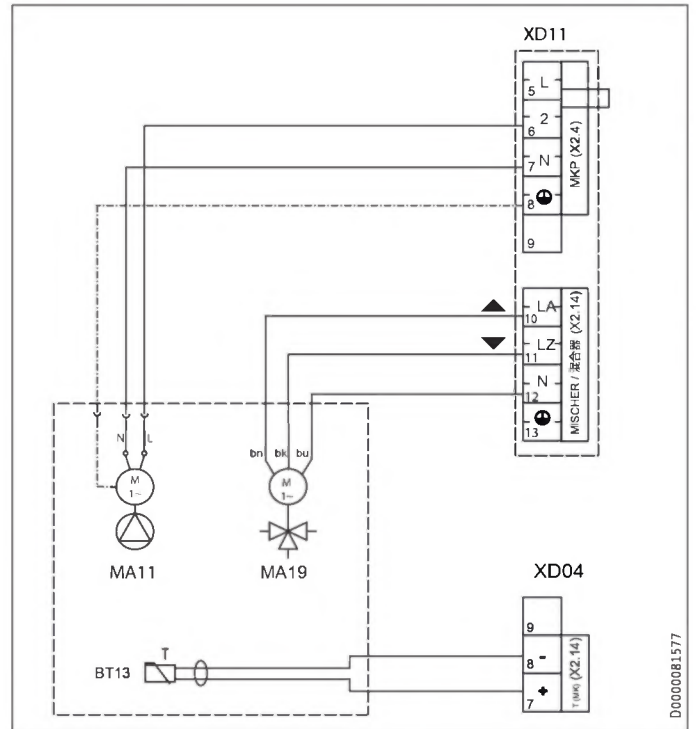 XD11
L
5
2
6
N
7
8
9
MKP (X2.4)
LA
10
LZ
11
N
12
13
MISCHER / 混合器 (X2.14)
N L
M
1~
MA11
bn bk bu
M
1~
MA19
T
BT13
XD04
9
8 -
7 +
T (MK) (X2.14)
D0000081577